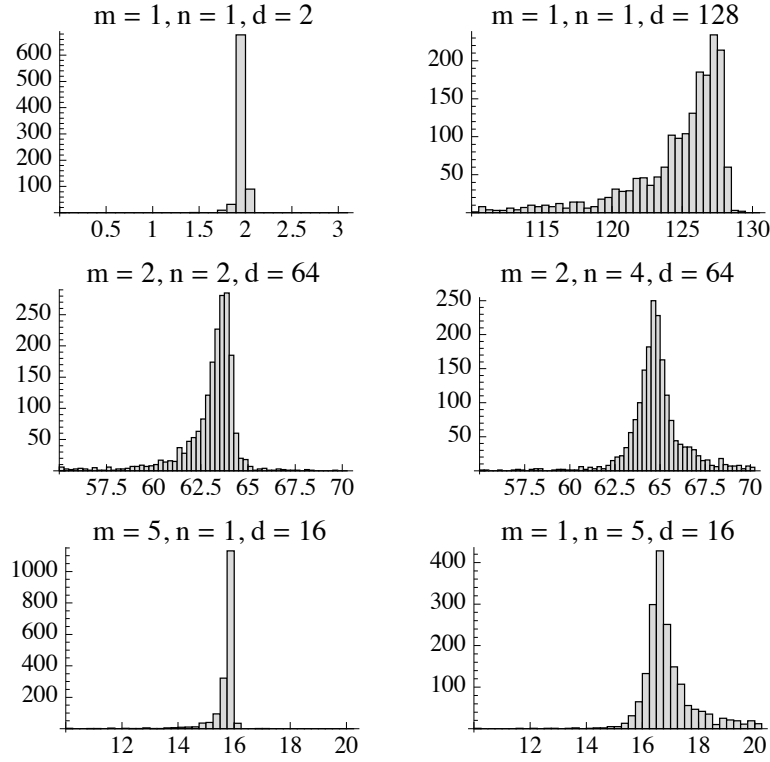 m = 1, n = 1, d = 2
600
500
400
300
200
100
0.5 1 1.5 2 2.5 3
m = 1, n = 1, d = 128
200
150
100
50
115 120 125 130
m = 2, n = 2, d = 64
250
200
150
100
50
57.5 60 62.5 65 67.5 70
m = 2, n = 4, d = 64
250
200
150
100
50
57.5 60 62.5 65 67.5 70
m = 5, n = 1, d = 16
1000
800
600
400
200
12 14 16 18 20
m = 1, n = 5, d = 16
400
300
200
100
12 14 16 18 20